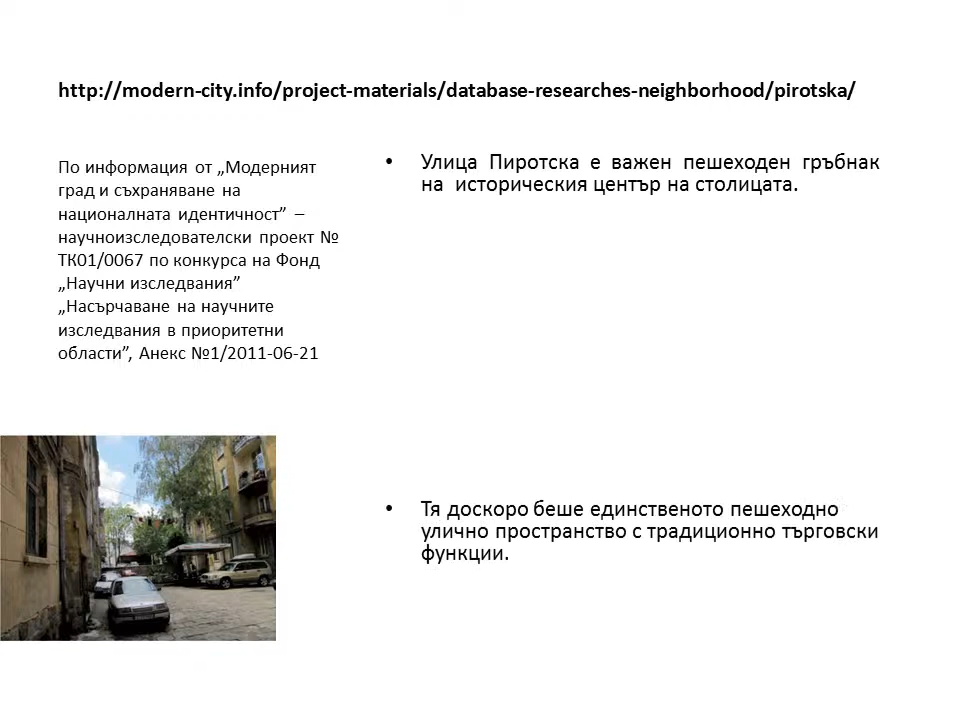 http://modern-city.info/project-materials/database-researches-neighborhood/pirotska/
По информация от „Модерният
град и съхраняване на
националната идентичност” –
научноизследователски проект №
ТК01/0067 по конкурса на Фонд
„Научни изследвания”
„Насърчаване на научните
изследвания в приоритетни
области”, Анекс №1/2011-06-21
• Улица Пиротска е важен пешеходен гръбнак
на историческия център на столицата.
• Тя доскоро беше единственото пешеходно
улично пространство с традиционно търговски
функции.